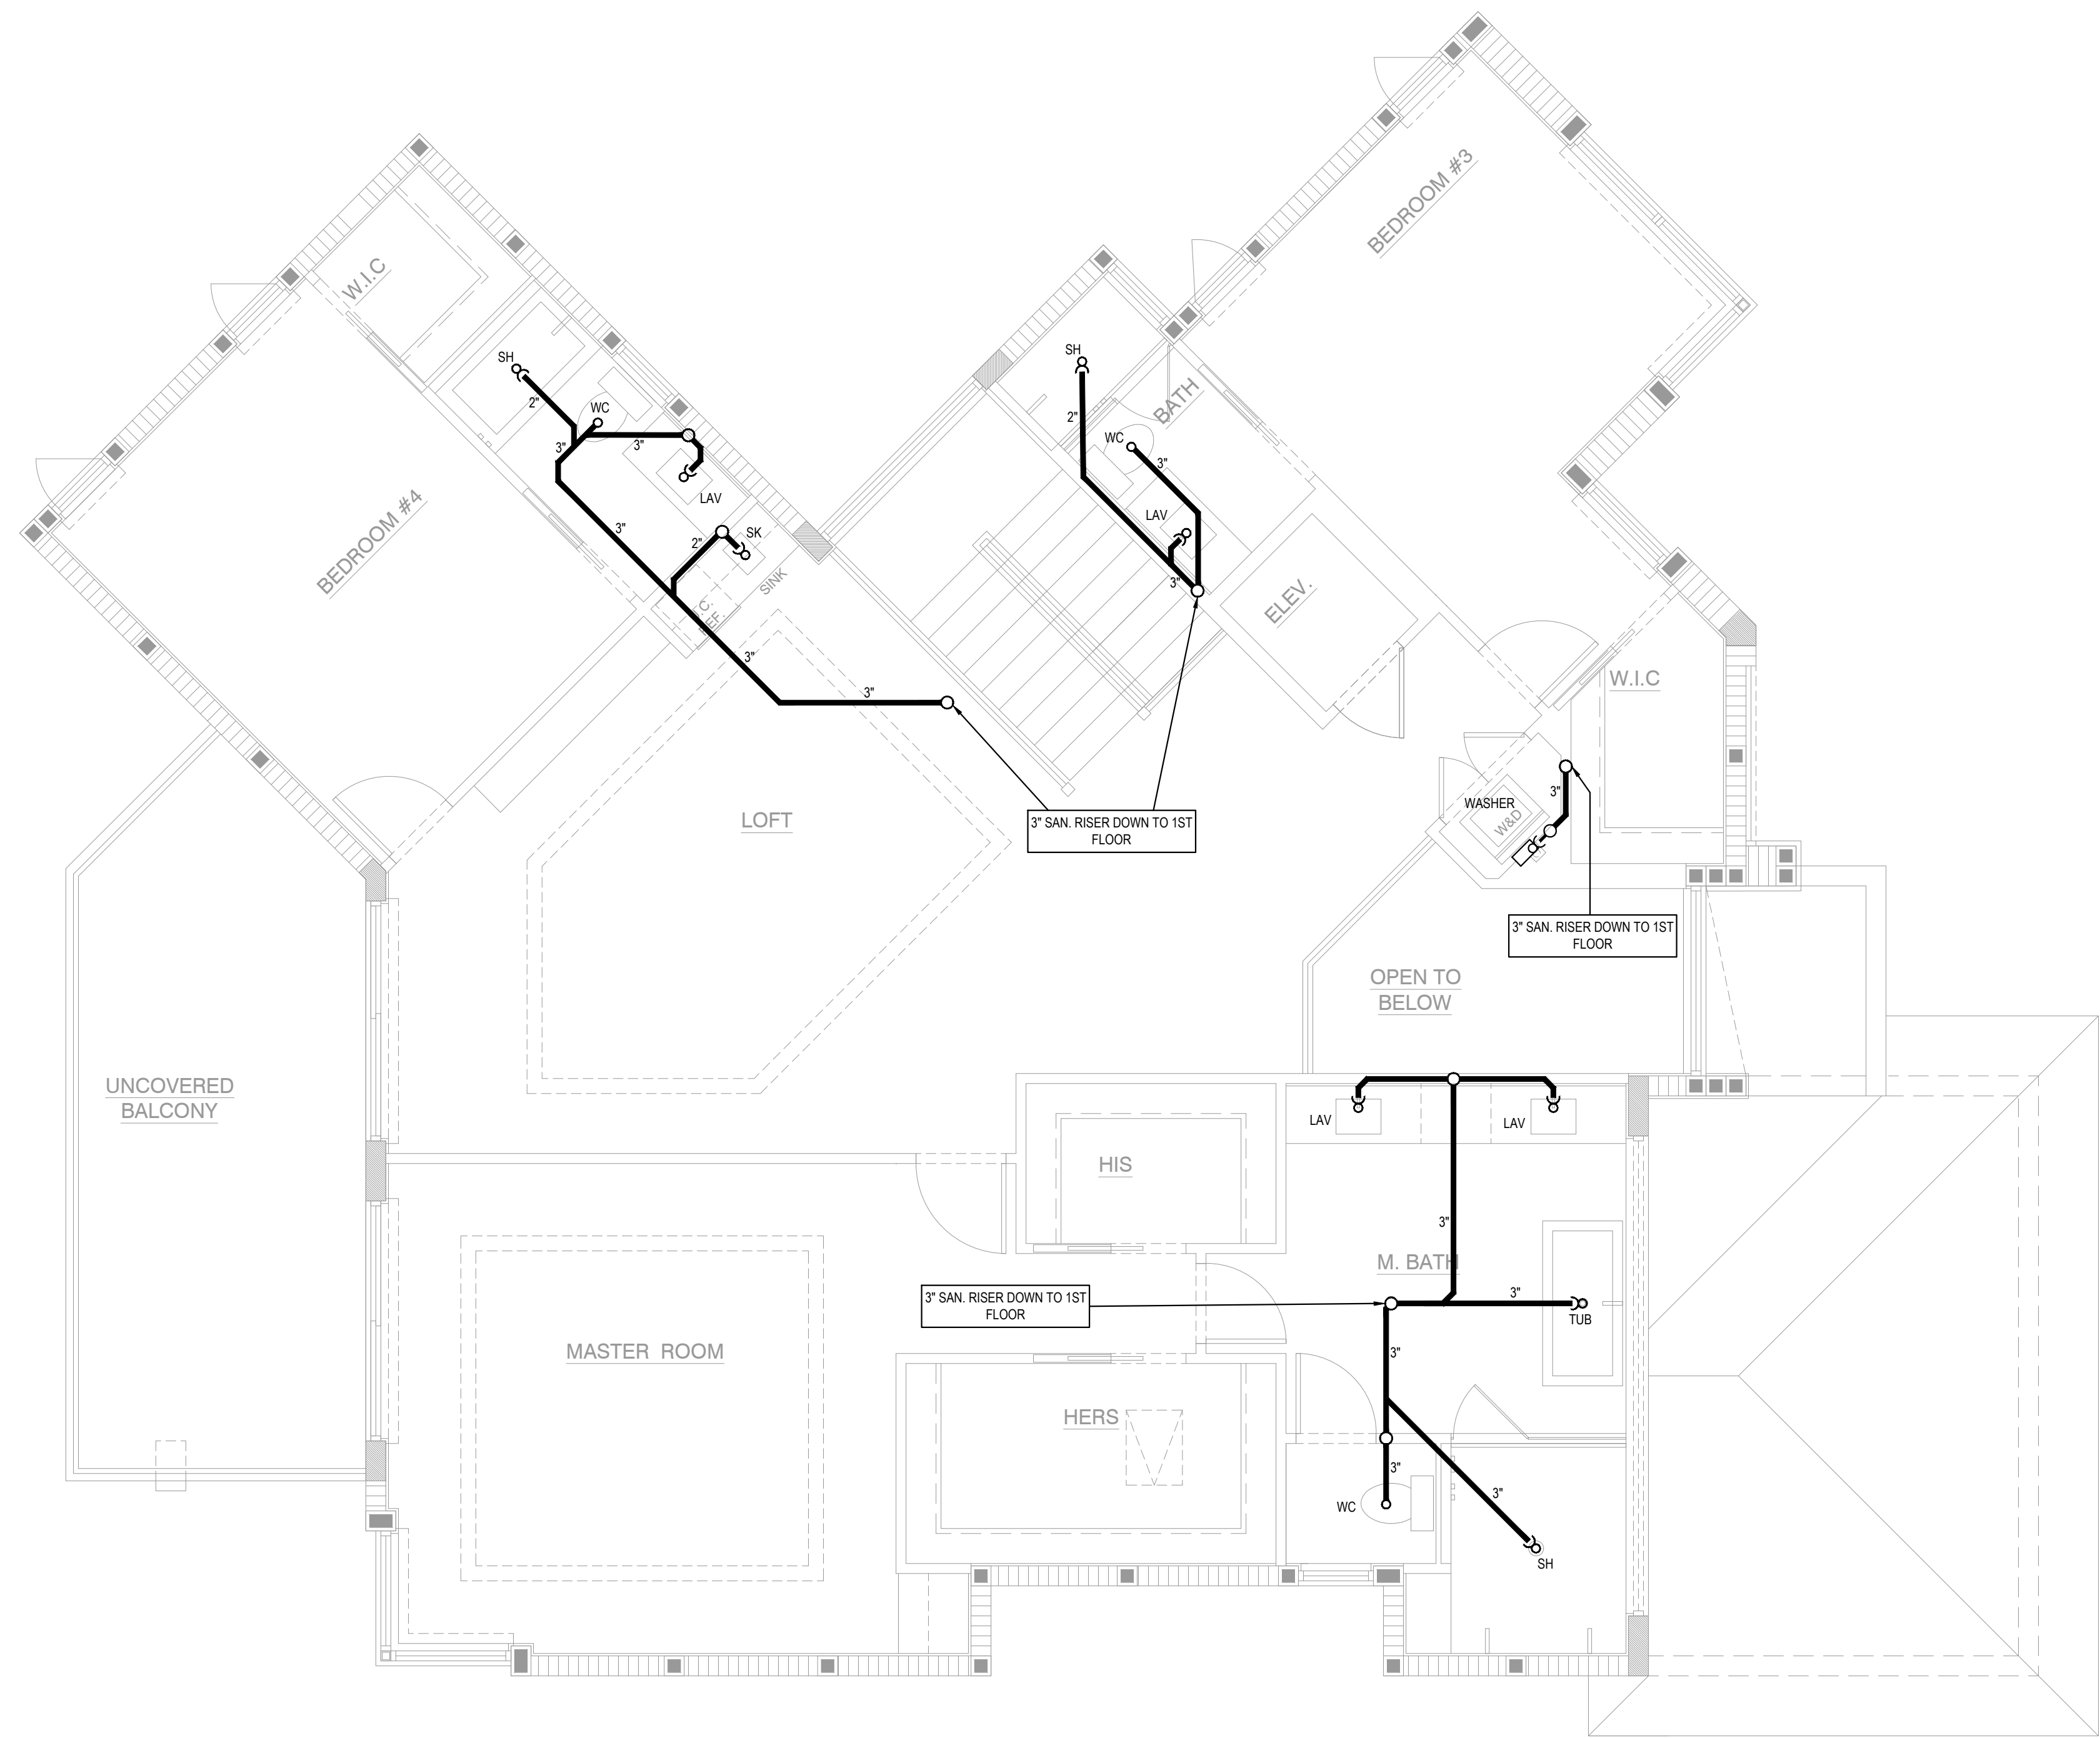 BEDROOM #3
W.I.C
SH
2"
WC
3"
3"
LAV
3"
2"
SK
SINK
3"
3"
BEDROOM #4
SH
BATH
2"
WC
3"
LAV
3"
ELEV.
W.I.C
3"
WASHER
W&D
LOFT
3" SAN. RISER DOWN TO 1ST
FLOOR
3" SAN. RISER DOWN TO 1ST
FLOOR
OPEN TO
BELOW
UNCOVERED
BALCONY
LAV
LAV
HIS
3"
M. BATH
3" SAN. RISER DOWN TO 1ST
FLOOR
3"
TUB
MASTER ROOM
3"
HERS
3"
WC
3"
SH